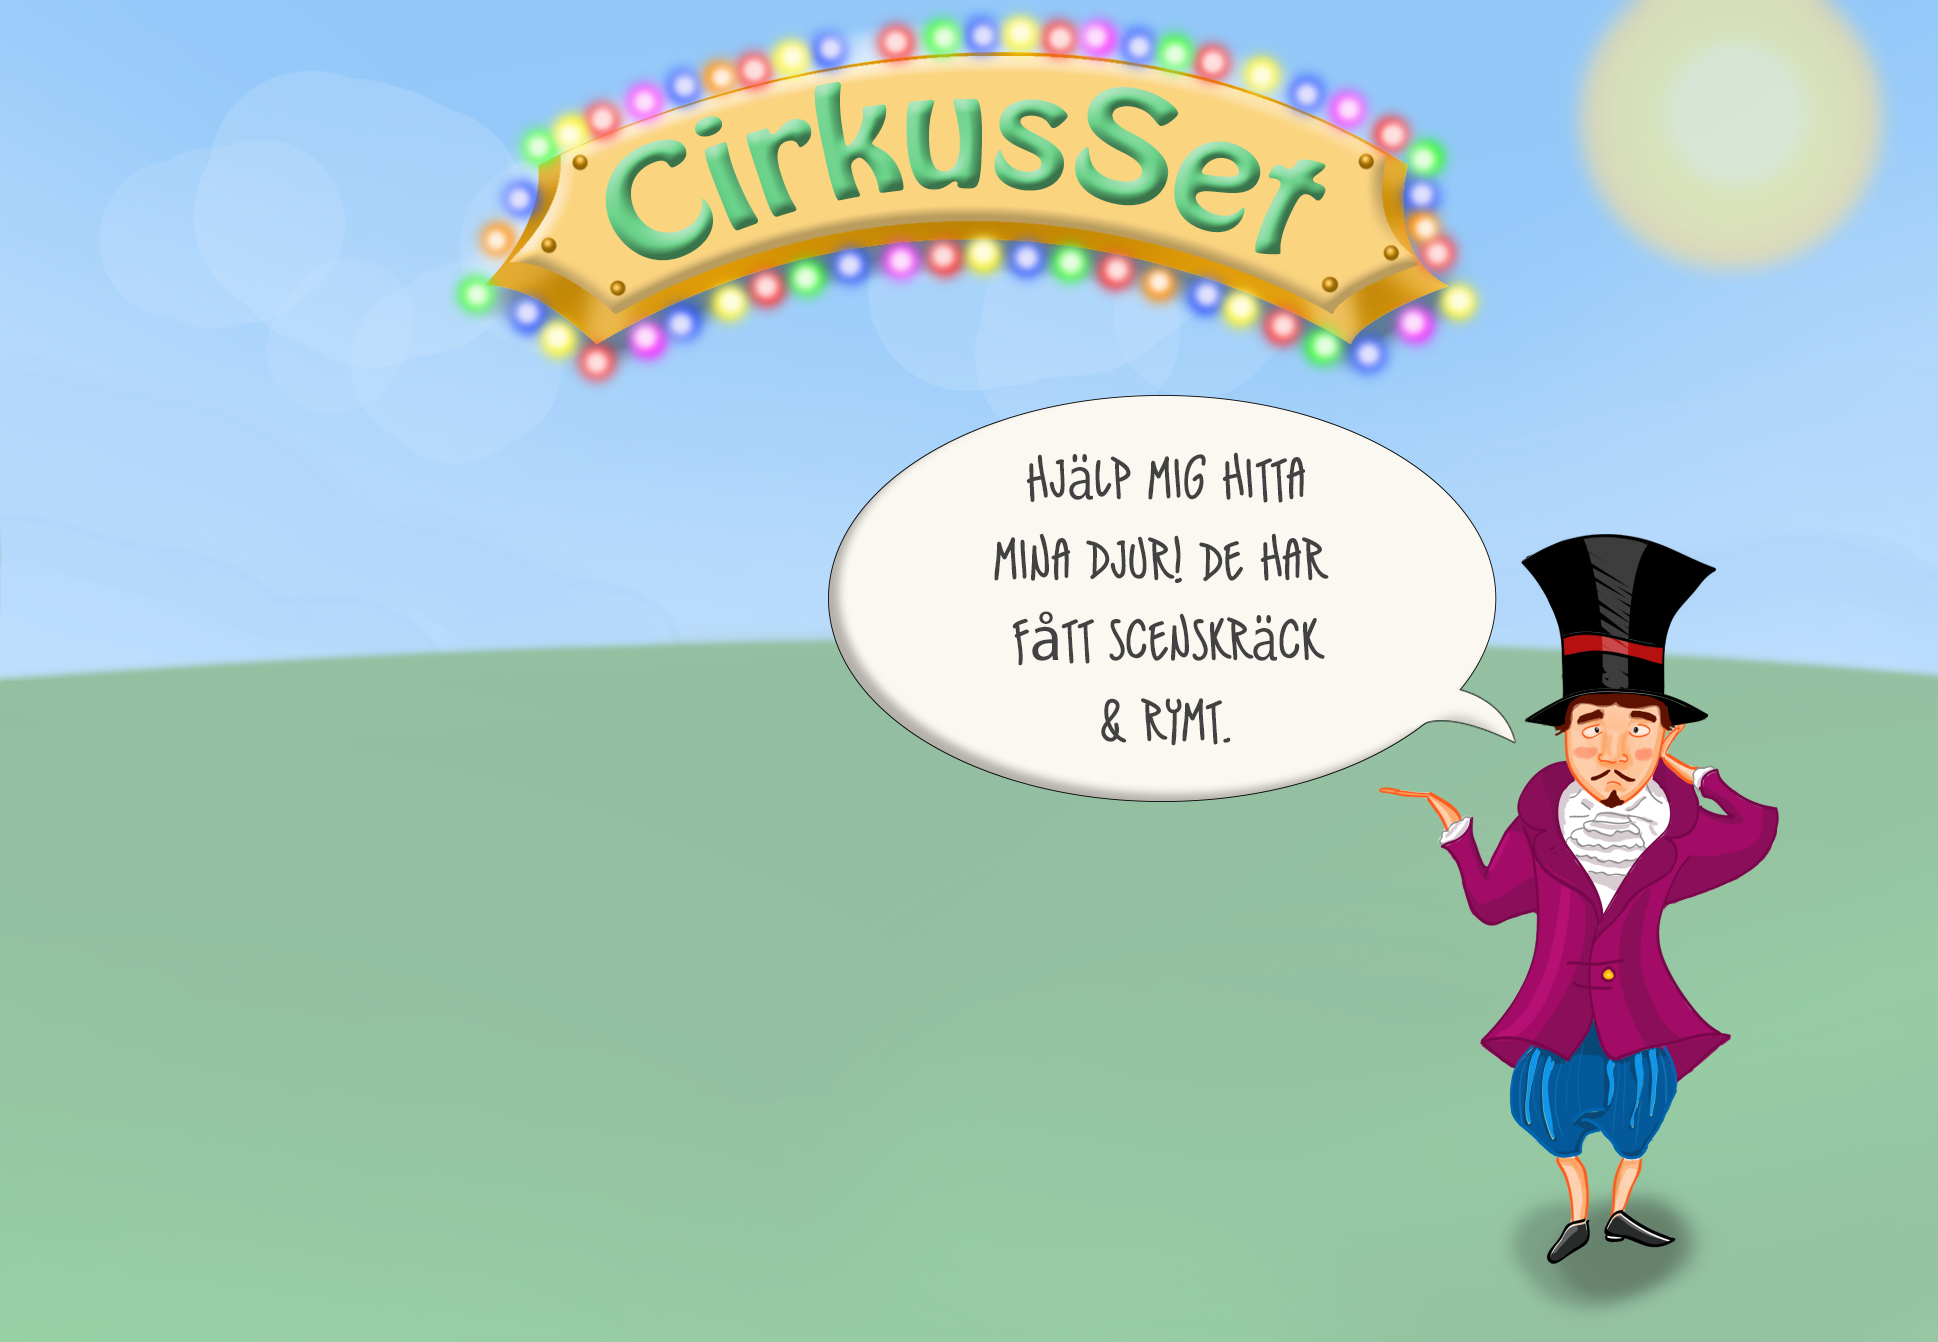 CirkusSet
HJÄLP MIG HITTA
MINA DJUR! DE HAR
FÅTT SCENSKRÄCK
& RYMT.